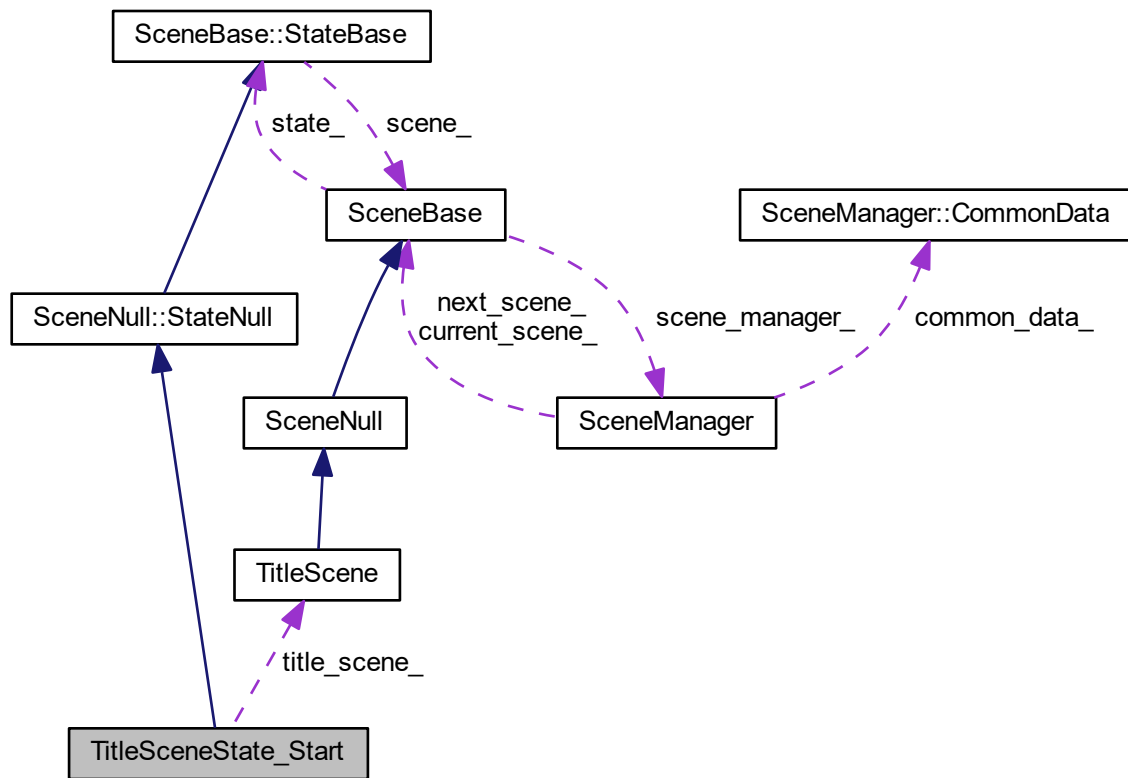 SceneBase::StateBase
state_
scene_
SceneBase
SceneManager::CommonData
SceneNull::StateNull
next_scene_
current_scene_
scene_manager_
common_data_
SceneNull
SceneManager
TitleScene
title_scene_
TitleSceneState_Start